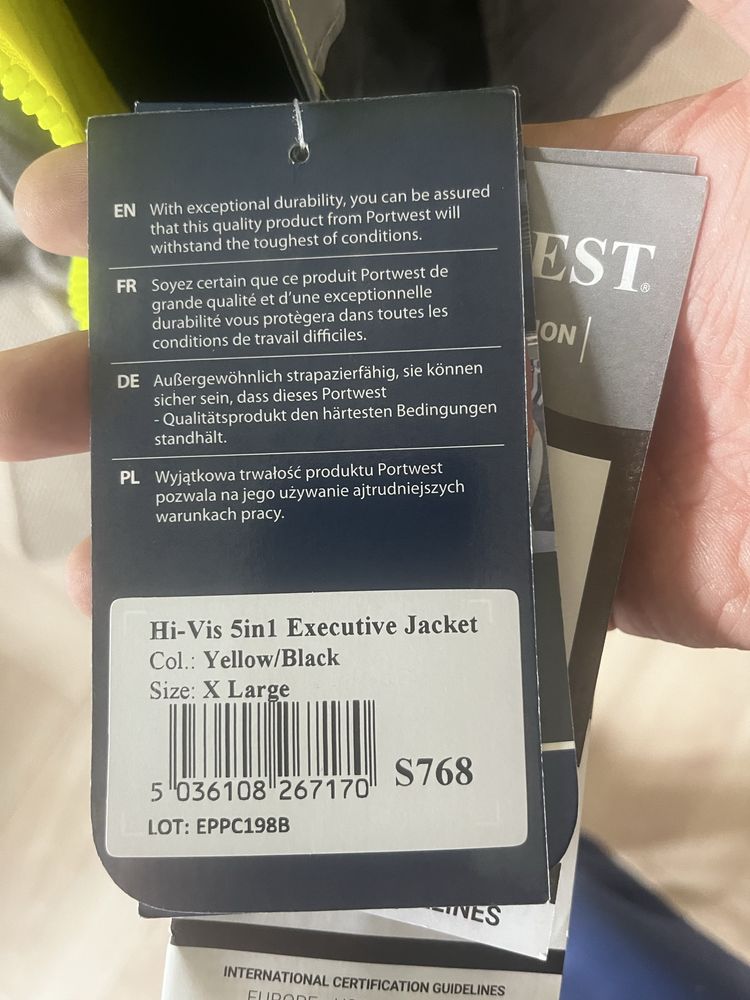 EN With exceptional durability, you can be assured
that this quality product from Portwest will
withstand the toughest of conditions.
FR Soyez certain que ce produit Portwest de
grande qualité et d'une exceptionnelle
durabilité vous protègera dans toutes les
conditions de travail difficiles.
DE Außergewöhnlich strapazierfähig, sie können
sicher sein, dass dieses Portwest
- Qualitätsprodukt den härtesten Bedingungen
standhält.
PL Wyjątkowa trwałość produktu Portwest
pozwala na jego używanie ajtrudniejszych
warunkach pracy.
Hi-Vis 5in1 Executive Jacket
Col.: Yellow/Black
Size: X Large
5 036108 267170
S768
LOT: EPPC198B
EST®
ION
LINES
INTERNATIONAL CERTIFICATION GUIDELINES